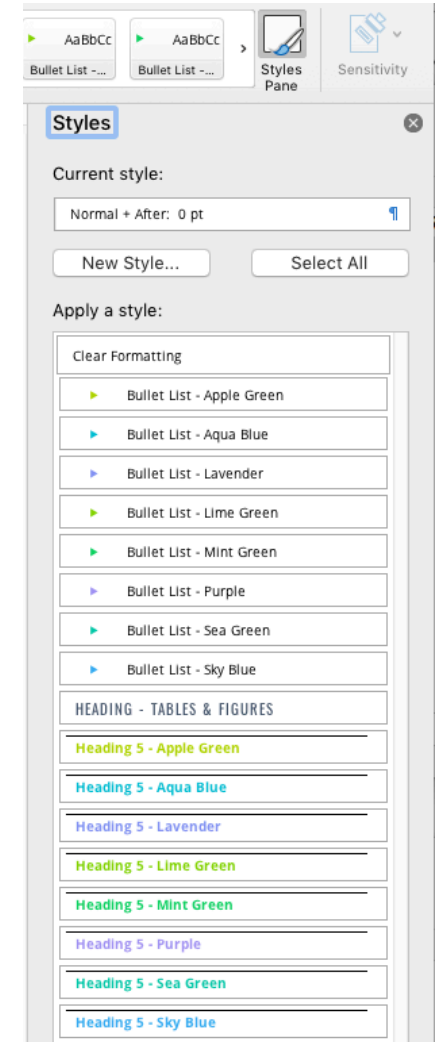 AaBbCc AaBbCc
Bullet List -... Bullet List -... Styles Pane Sensitivity
Styles
Current style:
Normal + After: 0 pt ¶
New Style... Select All
Apply a style:
Clear Formatting
Bullet List - Apple Green
Bullet List - Aqua Blue
Bullet List - Lavender
Bullet List - Lime Green
Bullet List - Mint Green
Bullet List - Purple
Bullet List - Sea Green
Bullet List - Sky Blue
HEADING - TABLES & FIGURES
Heading 5 - Apple Green
Heading 5 - Aqua Blue
Heading 5 - Lavender
Heading 5 - Lime Green
Heading 5 - Mint Green
Heading 5 - Purple
Heading 5 - Sea Green
Heading 5 - Sky Blue